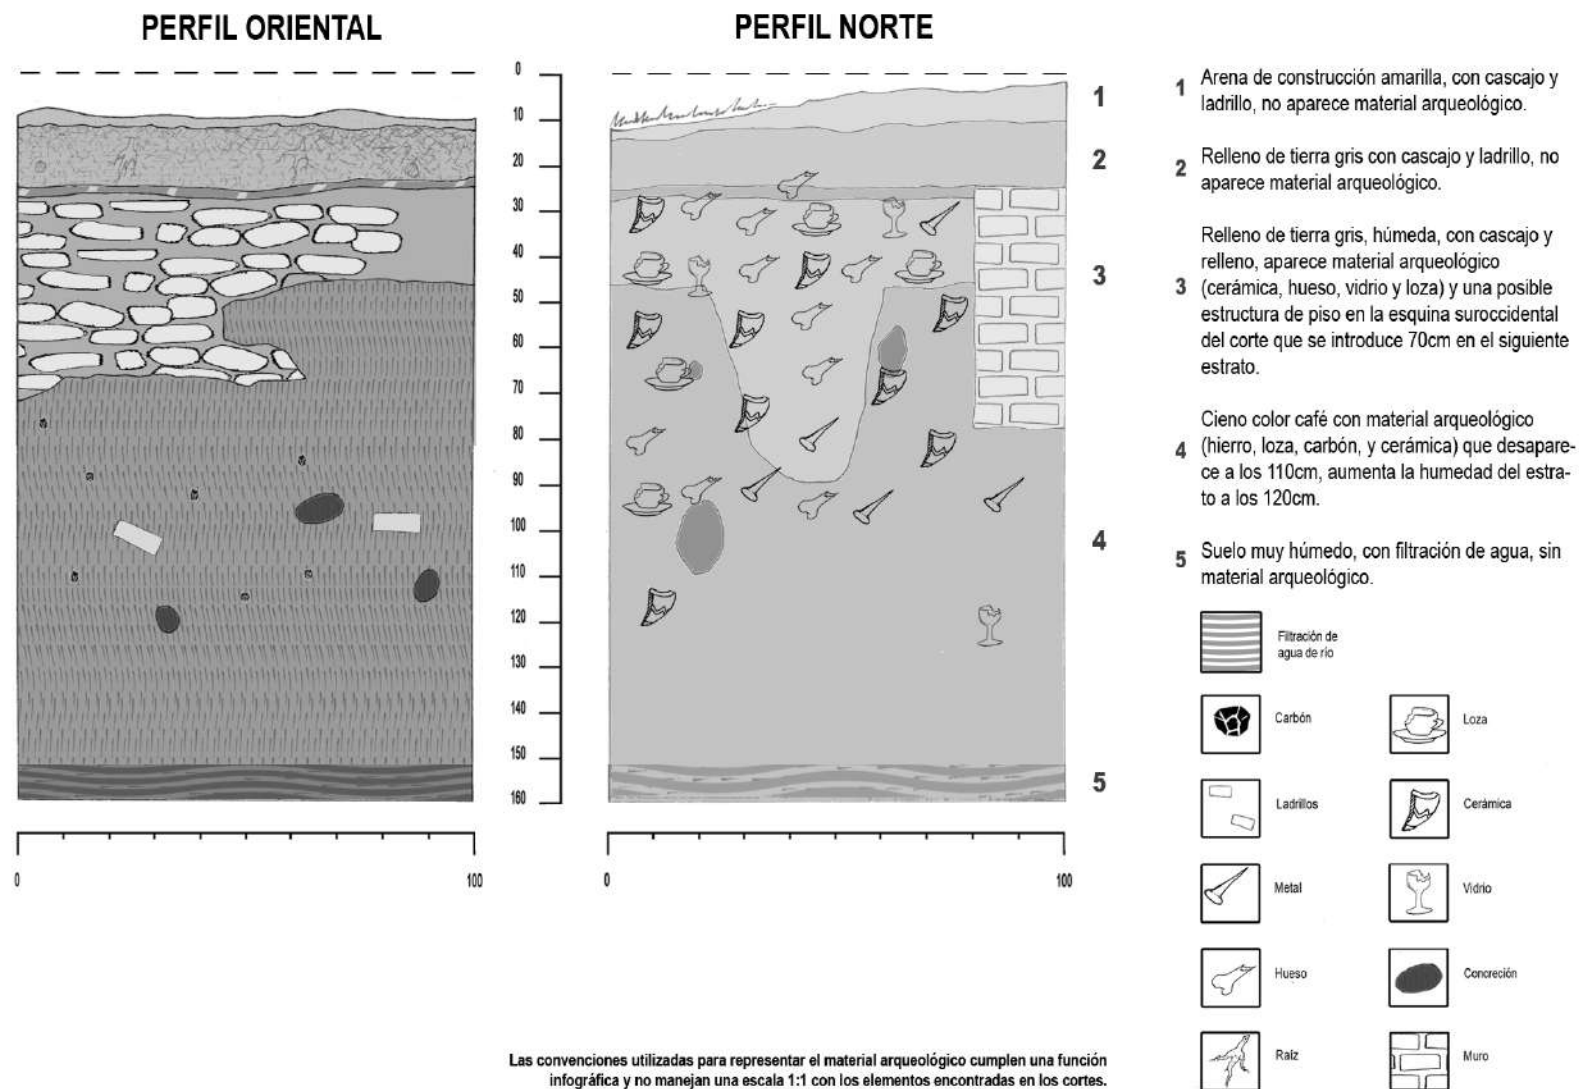 PERFIL ORIENTAL
PERFIL NORTE
0
10
20
30
40
50
60
70
80
90
100
110
120
130
140
150
160
0
100
0
100
1
2
3
4
5
1 Arena de construcción amarilla, con cascajo y
ladrillo, no aparece material arqueológico.
2 Relleno de tierra gris con cascajo y ladrillo, no
aparece material arqueológico.
Relleno de tierra gris, húmeda, con cascajo y
relleno, aparece material arqueológico
3 (cerámica, hueso, vidrio y loza) y una posible
estructura de piso en la esquina suroccidental
del corte que se introduce 70cm en el siguiente
estrato.
Cieno color café con material arqueológico
4 (hierro, loza, carbón, y cerámica) que desapare-
ce a los 110cm, aumenta la humedad del estra-
to a los 120cm.
5 Suelo muy húmedo, con filtración de agua, sin
material arqueológico.
Filtración de
agua de río
Carbón
Loza
Ladrillos
Cerámica
Metal
Vidrio
Hueso
Concreción
Raíz
Muro
Las convenciones utilizadas para representar el material arqueológico cumplen una función
infográfica y no manejan una escala 1:1 con los elementos encontradas en los cortes.